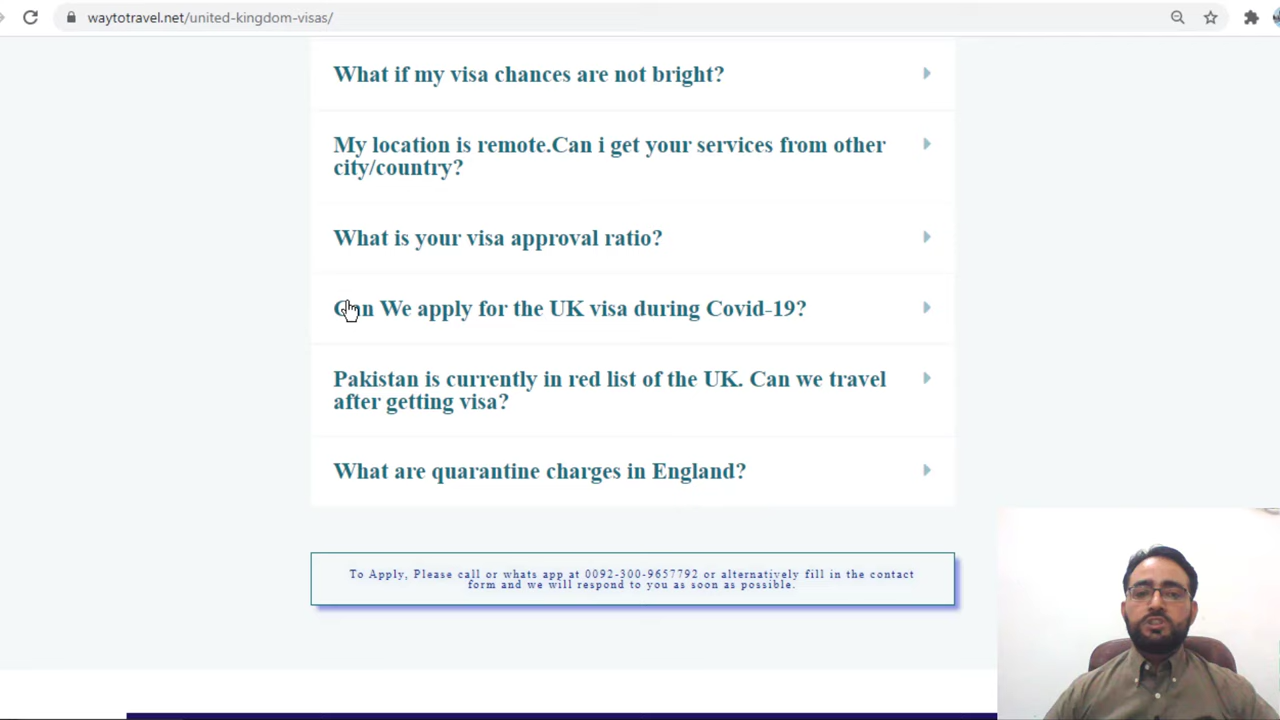 waytotravel.net/united-kingdom-visas/
What if my visa chances are not bright?
My location is remote.Can i get your services from other
city/country?
What is your visa approval ratio?
Can We apply for the UK visa during Covid-19?
Pakistan is currently in red list of the UK. Can we travel
after getting visa?
What are quarantine charges in England?
To Apply, Please call or whats app at 0092-300-9657792 or alternatively fill in the contact
form and we will respond to you as soon as possible.